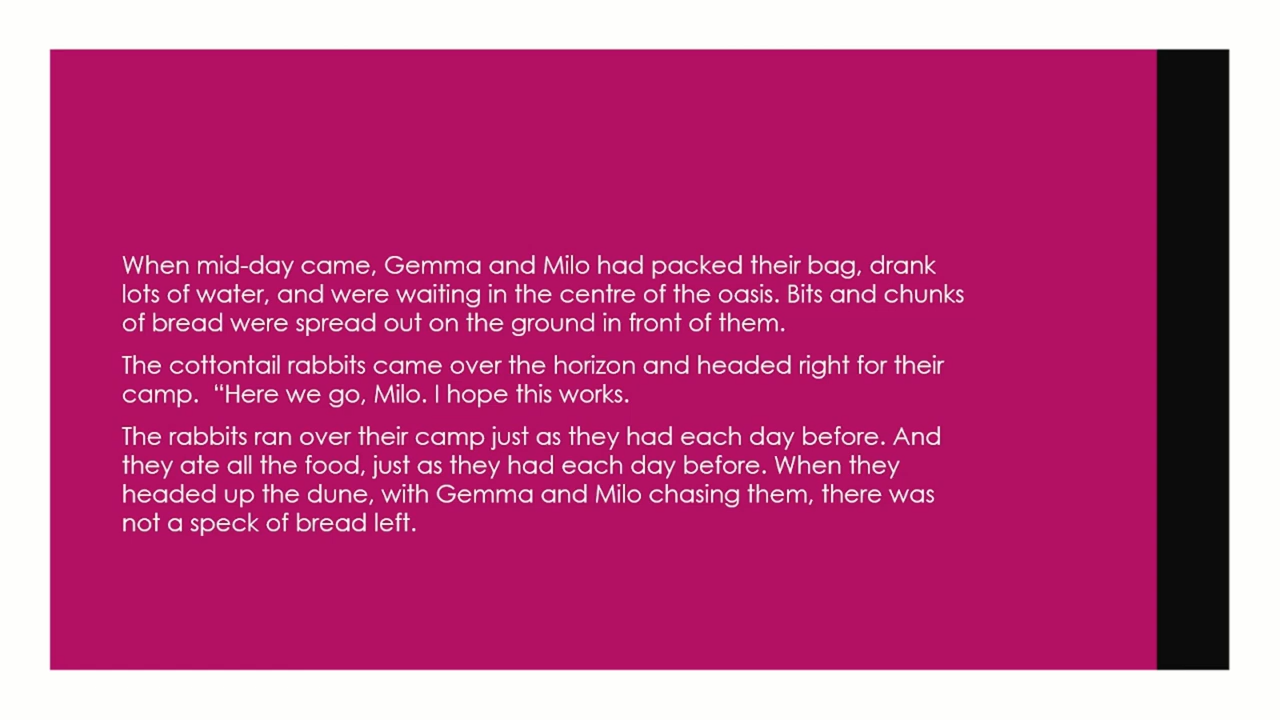 When mid-day came, Gemma and Milo had packed their bag, drank
lots of water, and were waiting in the centre of the oasis. Bits and chunks
of bread were spread out on the ground in front of them.
The cottontail rabbits came over the horizon and headed right for their
camp.  “Here we go, Milo. I hope this works.
The rabbits ran over their camp just as they had each day before. And
they ate all the food, just as they had each day before. When they
headed up the dune, with Gemma and Milo chasing them, there was
not a speck of bread left.